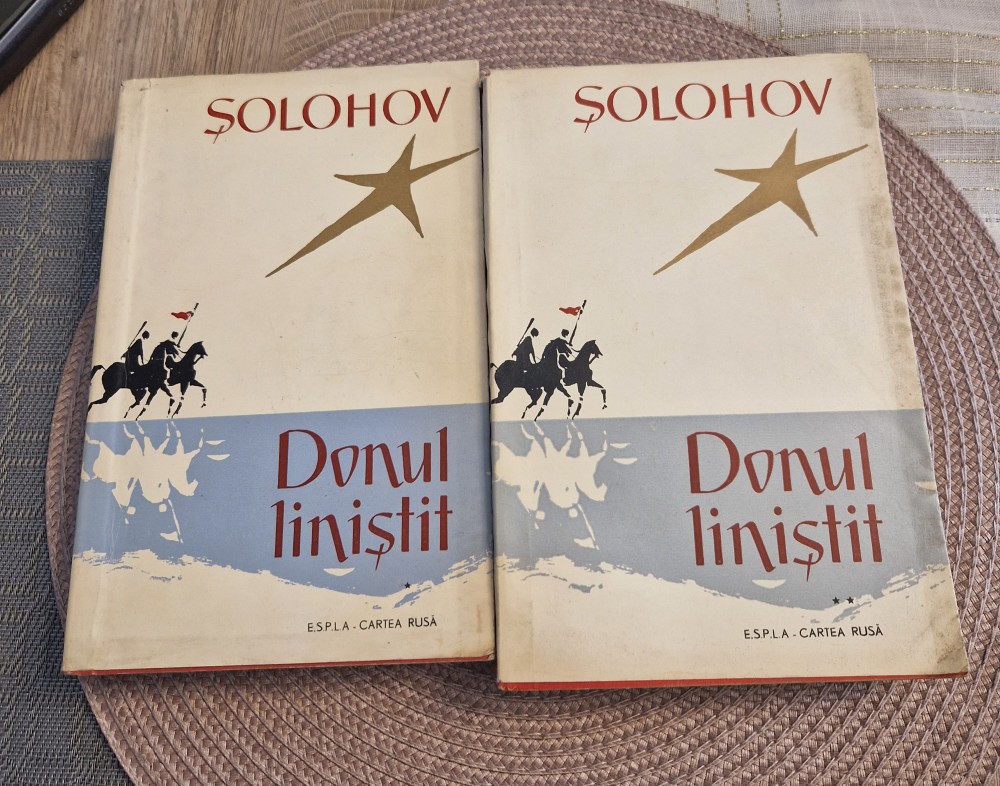 ȘOLOHOV
Donul
liniștit
*
E.S.P.L.A - CARTEA RUSĂ
ȘOLOHOV
Donul
liniștit
**
E.S.P.L.A - CARTEA RUSĂ